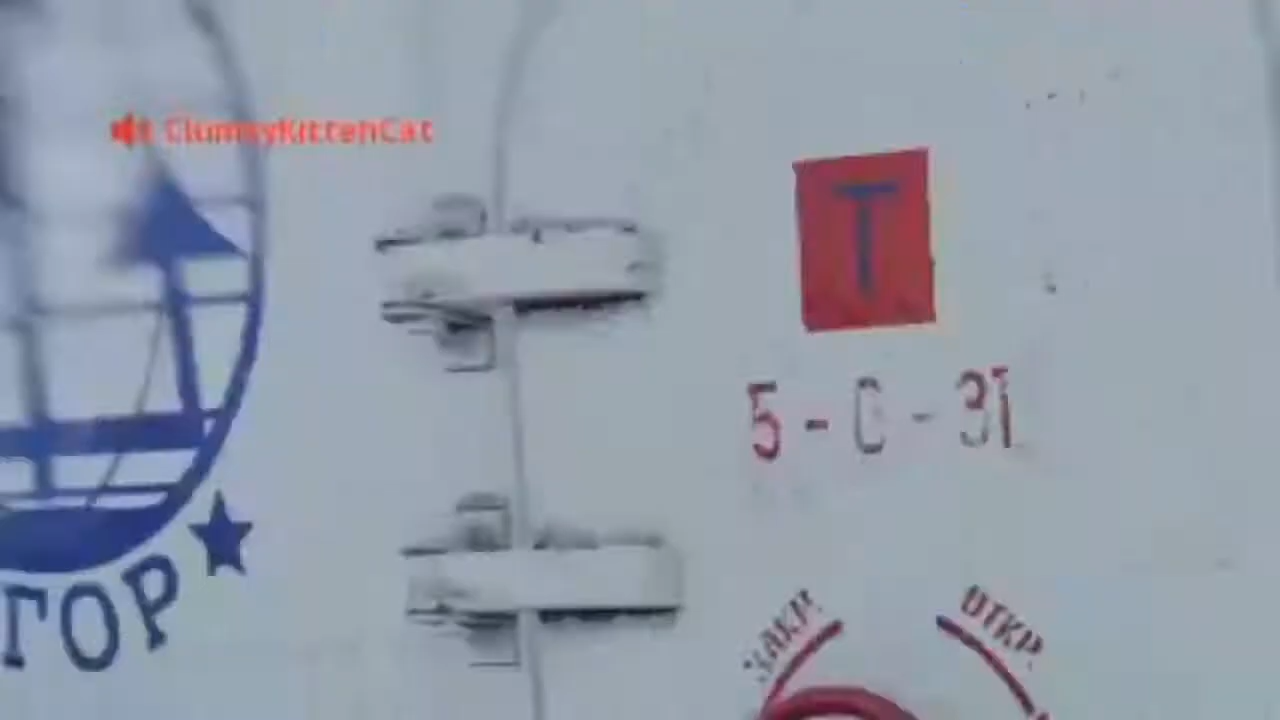 ClumsyKittenCat
Т
5 - С - 31
ГОР
ЗАКР.
ОТКР.